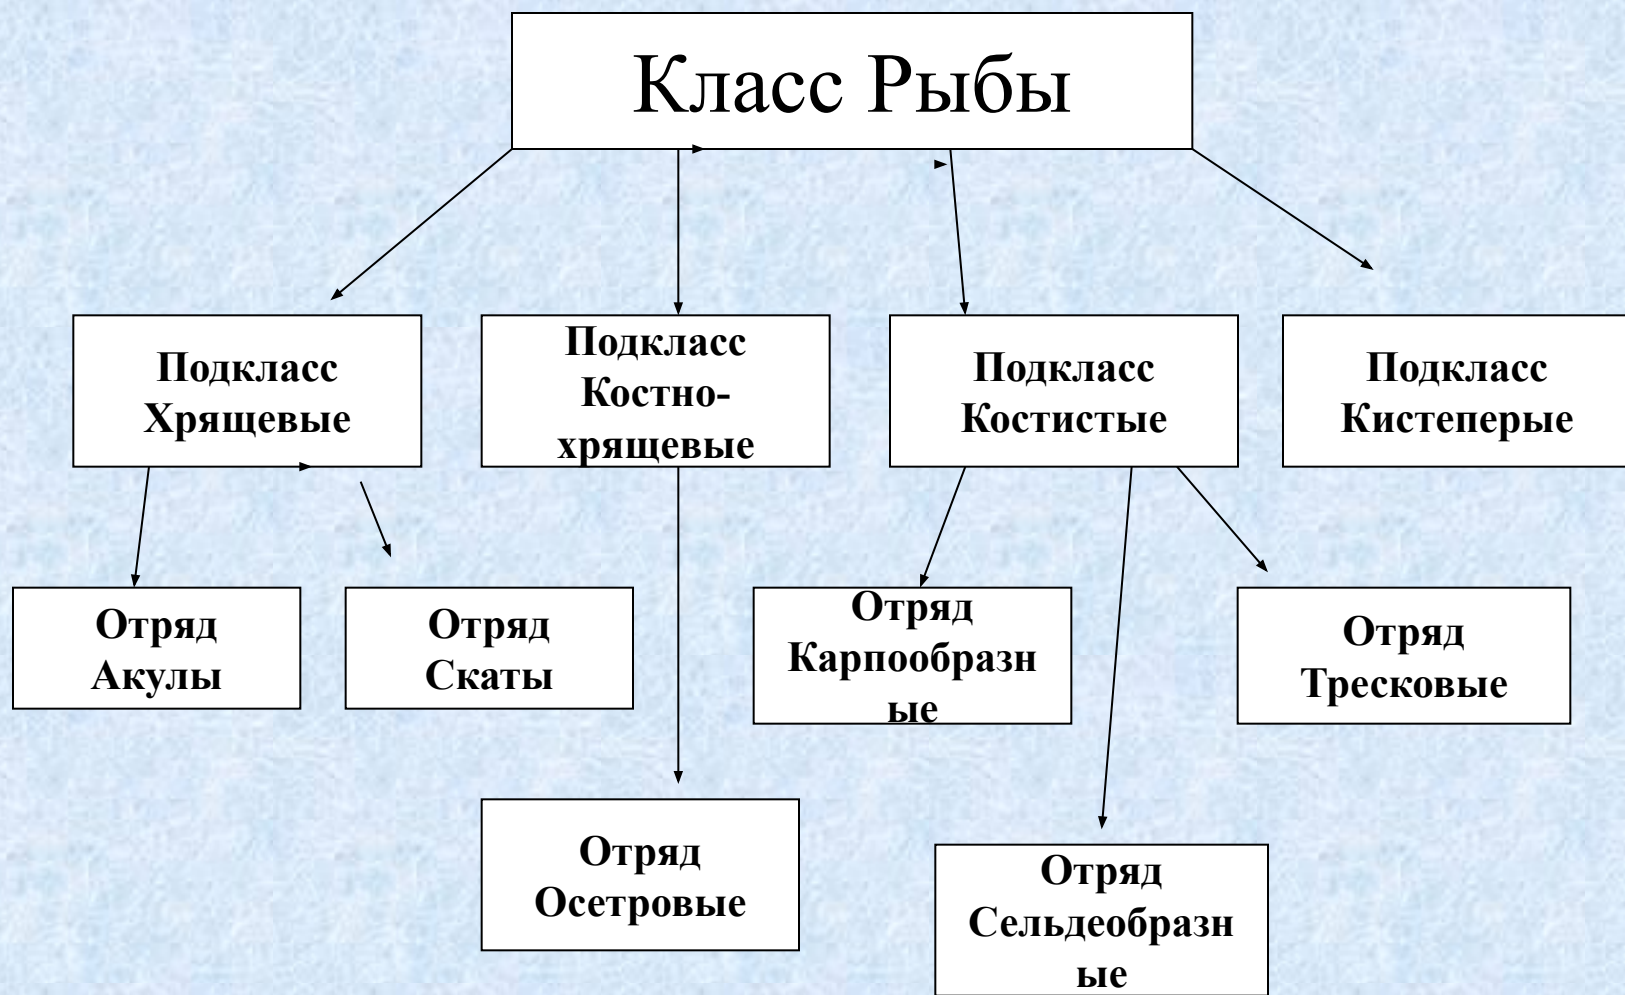 Класс Рыбы
Подкласс
Хрящевые
Подкласс
Костно-
хрящевые
Подкласс
Костистые
Подкласс
Кистеперые
Отряд
Акулы
Отряд
Скаты
Отряд
Карпообразн
ые
Отряд
Тресковые
Отряд
Осетровые
Отряд
Сельдеобразн
ые